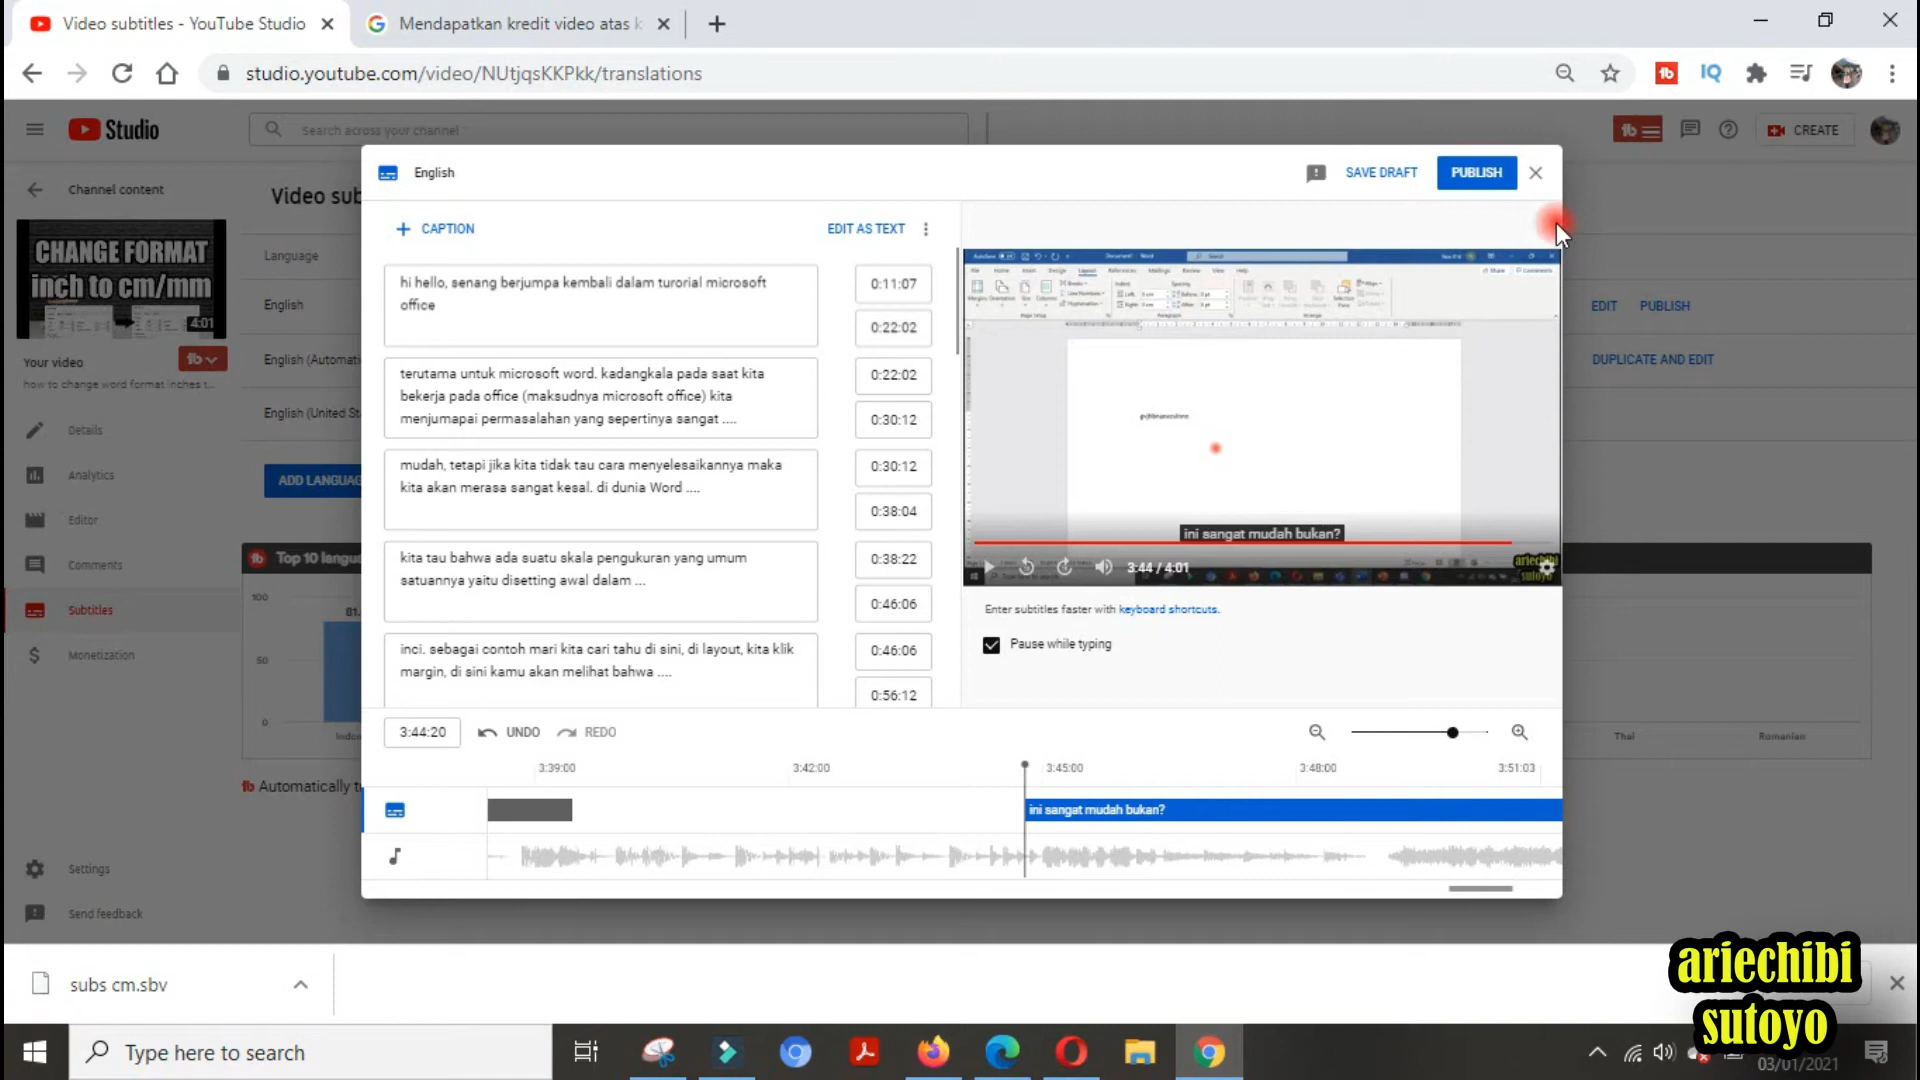 Video subtitles - YouTube Studio
Mendapatkan kredit video atas k
studio.youtube.com/video/NUtjqsKKPkk/translations
Studio
Search across your channel
CREATE
Channel content
CHANGE FORMAT
inch to cm/mm
4:01
Your video
how to change word format inches t...
Details
Analytics
Editor
Comments
Subtitles
Monetization
Settings
Send feedback
Video sub
Language
English
English (Automati
English (United St
ADD LANGUAG
EDIT
PUBLISH
DUPLICATE AND EDIT
Top 10 langu
100
81.
50
0
Indon
Thai
Romanian
Automatically t
English
SAVE DRAFT
PUBLISH
CAPTION
EDIT AS TEXT
hi hello, senang berjumpa kembali dalam turorial microsoft
office
0:11:07
0:22:02
terutama untuk microsoft word. kadangkala pada saat kita
bekerja pada office (maksudnya microsoft office) kita
menjumapai permasalahan yang sepertinya sangat ....
0:22:02
0:30:12
mudah, tetapi jika kita tidak tau cara menyelesaikannya maka
kita akan merasa sangat kesal. di dunia Word ....
0:30:12
0:38:04
kita tau bahwa ada suatu skala pengukuran yang umum
satuannya yaitu disetting awal dalam ...
0:38:22
0:46:06
inci. sebagai contoh mari kita cari tahu di sini, di layout, kita klik
margin, di sini kamu akan melihat bahwa ....
0:46:06
0:56:12
ini sangat mudah bukan?
3:44 / 4:01
ariechibi
sutoyo
Enter subtitles faster with keyboard shortcuts.
Pause while typing
3:44:20
UNDO
REDO
3:39:00
3:42:00
3:45:00
3:48:00
3:51:03
ini sangat mudah bukan?
subs cm.sbv
ariechibi
sutoyo
Type here to search
03/01/2021